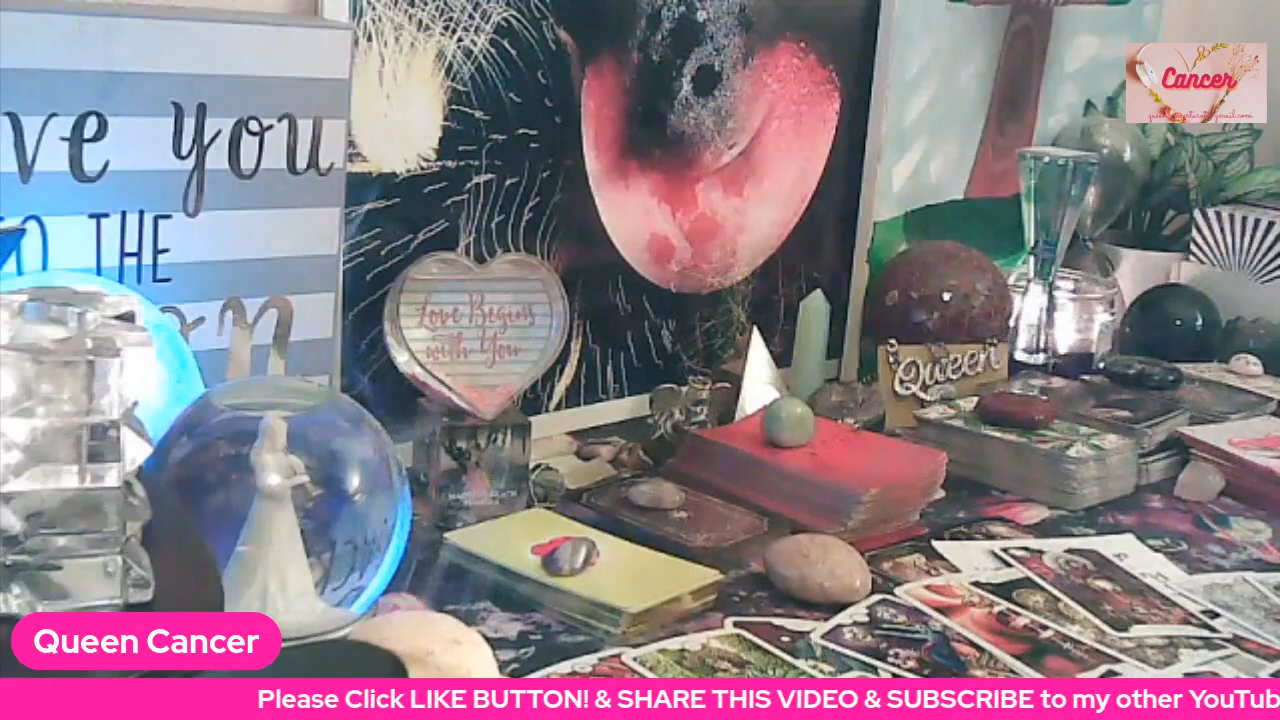 ve you
TO THE
Love Begins
with You
Queen
Cancer
Queen Cancer
Please Click LIKE BUTTON! & SHARE THIS VIDEO & SUBSCRIBE to my other YouTub